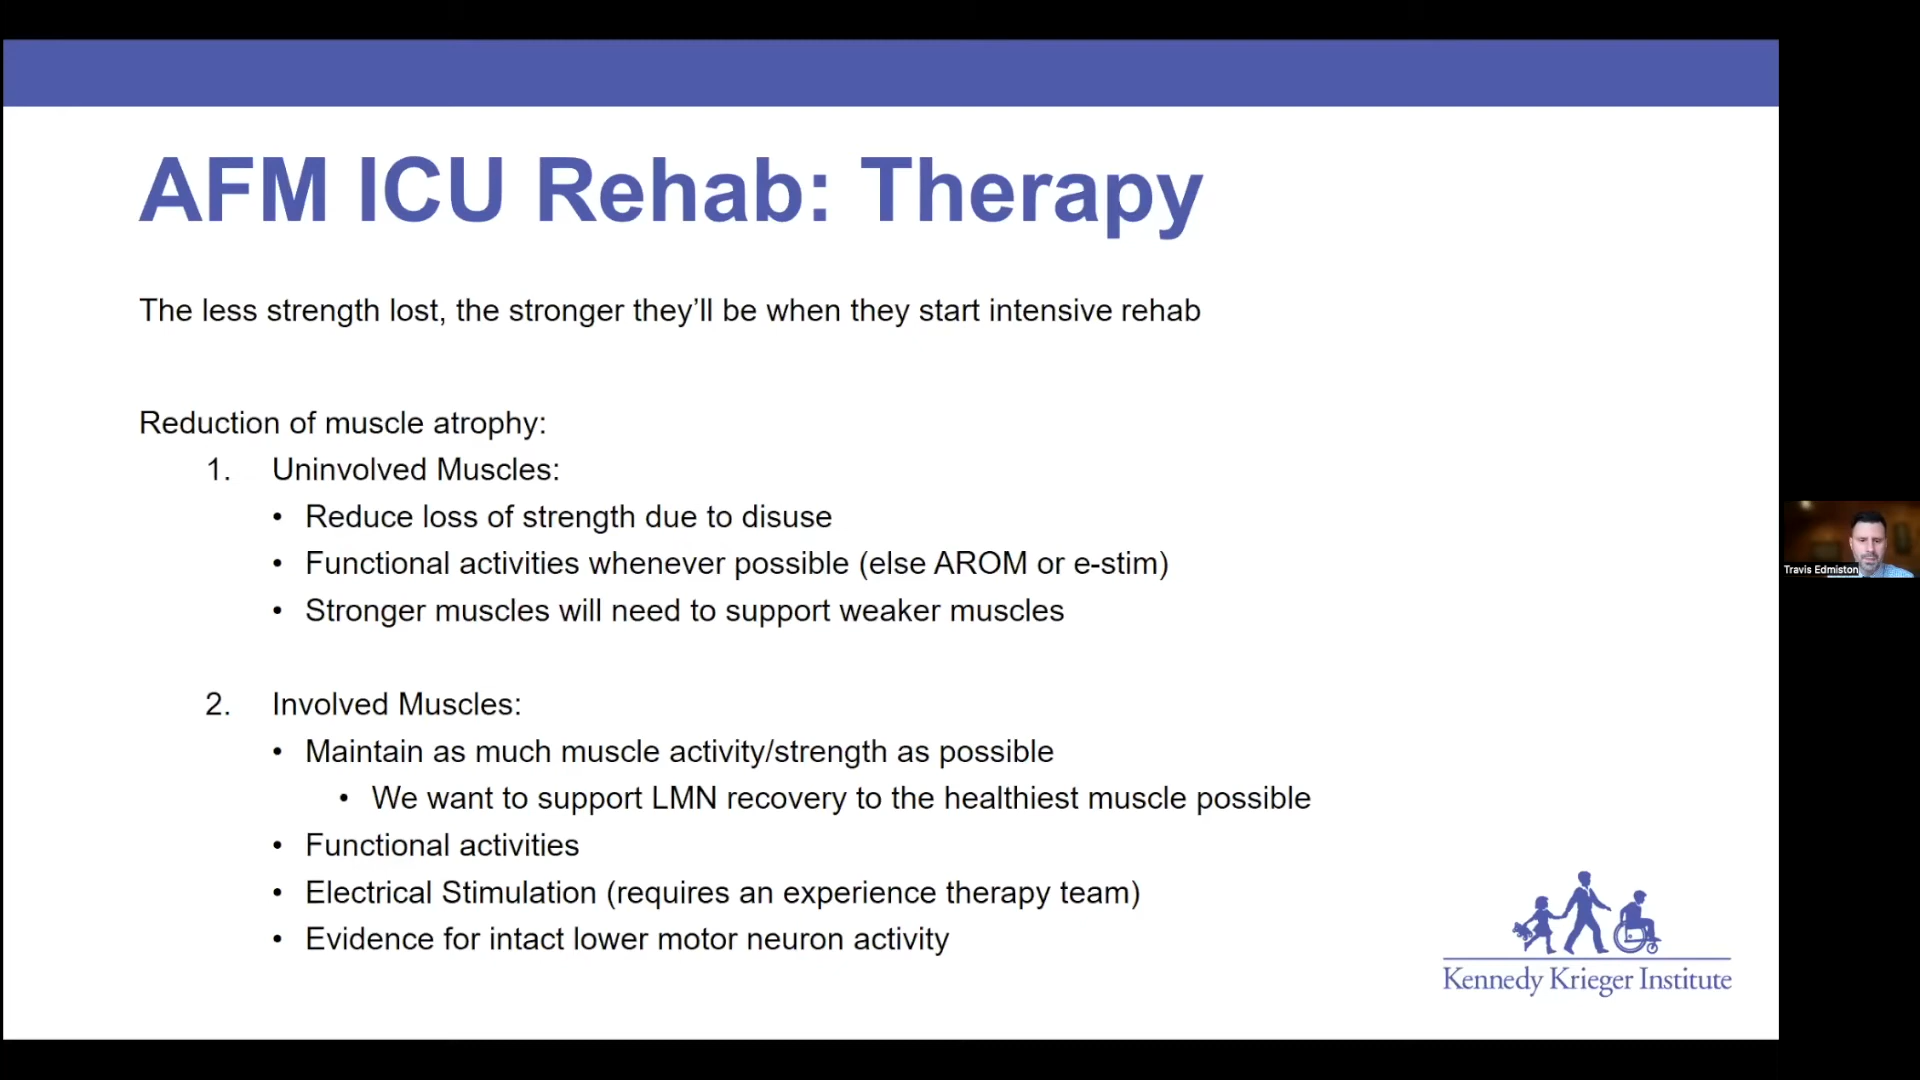 AFM ICU Rehab: Therapy
The less strength lost, the stronger they’ll be when they start intensive rehab
Reduction of muscle atrophy:
1. Uninvolved Muscles:
• Reduce loss of strength due to disuse
• Functional activities whenever possible (else AROM or e-stim)
• Stronger muscles will need to support weaker muscles
2. Involved Muscles:
• Maintain as much muscle activity/strength as possible
• We want to support LMN recovery to the healthiest muscle possible
• Functional activities
• Electrical Stimulation (requires an experience therapy team)
• Evidence for intact lower motor neuron activity
Kennedy Krieger Institute
Travis Edmiston